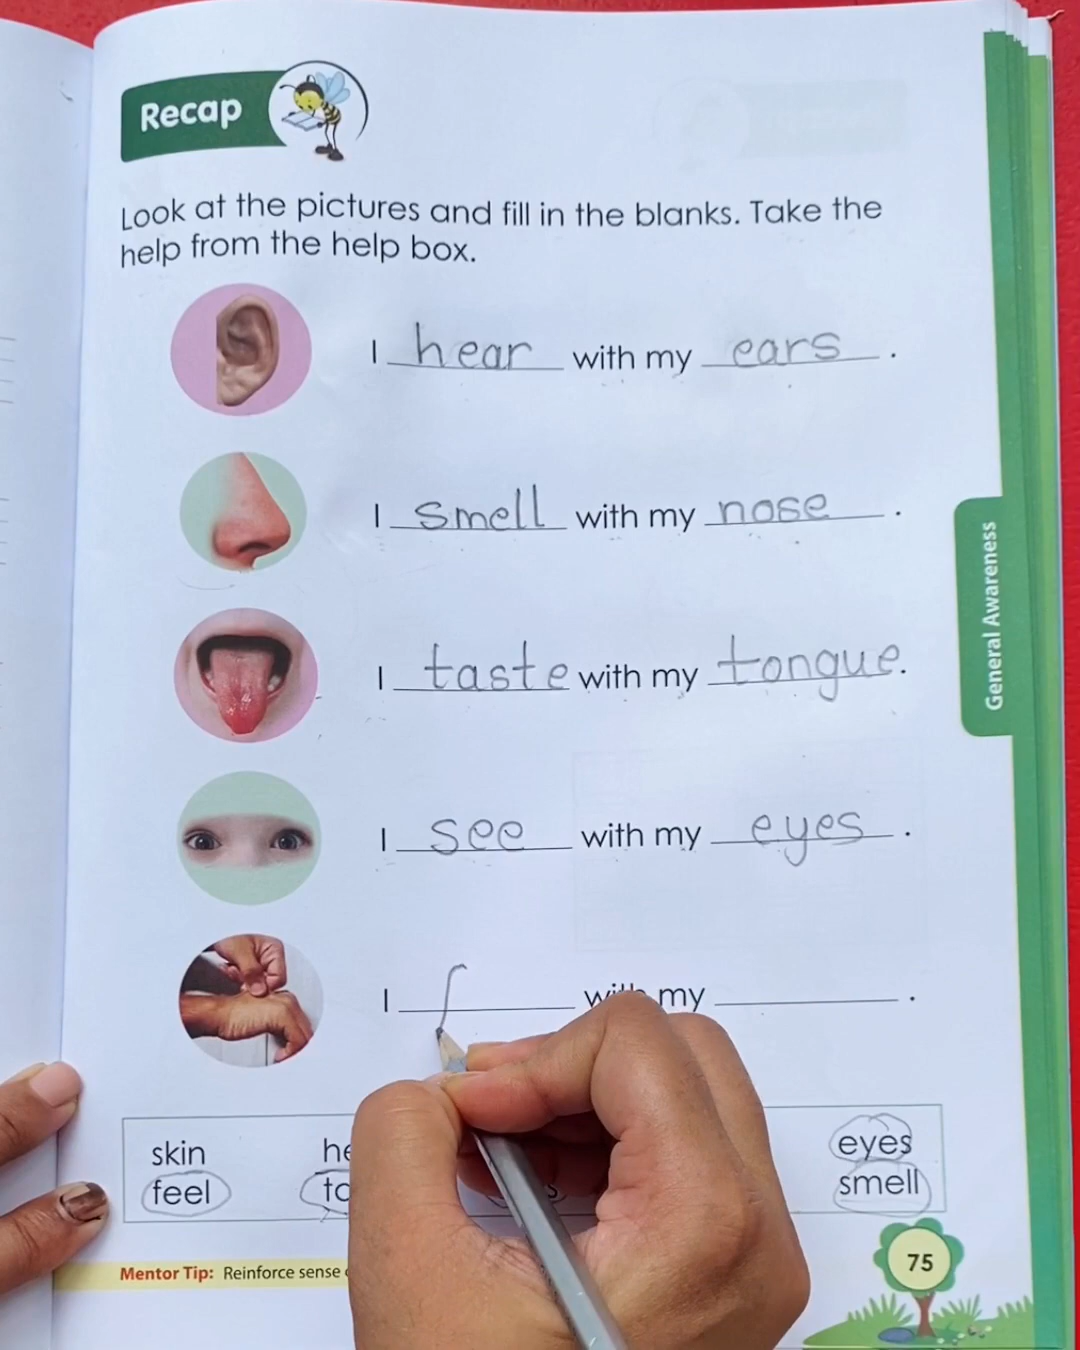 Recap
Look at the pictures and fill in the blanks. Take the
help from the help box.
I hear with my ears.
I smell with my nose.
I taste with my tongue.
I see with my eyes.
I f with my .
skin eyes
feel smell
Mentor Tip: Reinforce sense
75
General Awareness